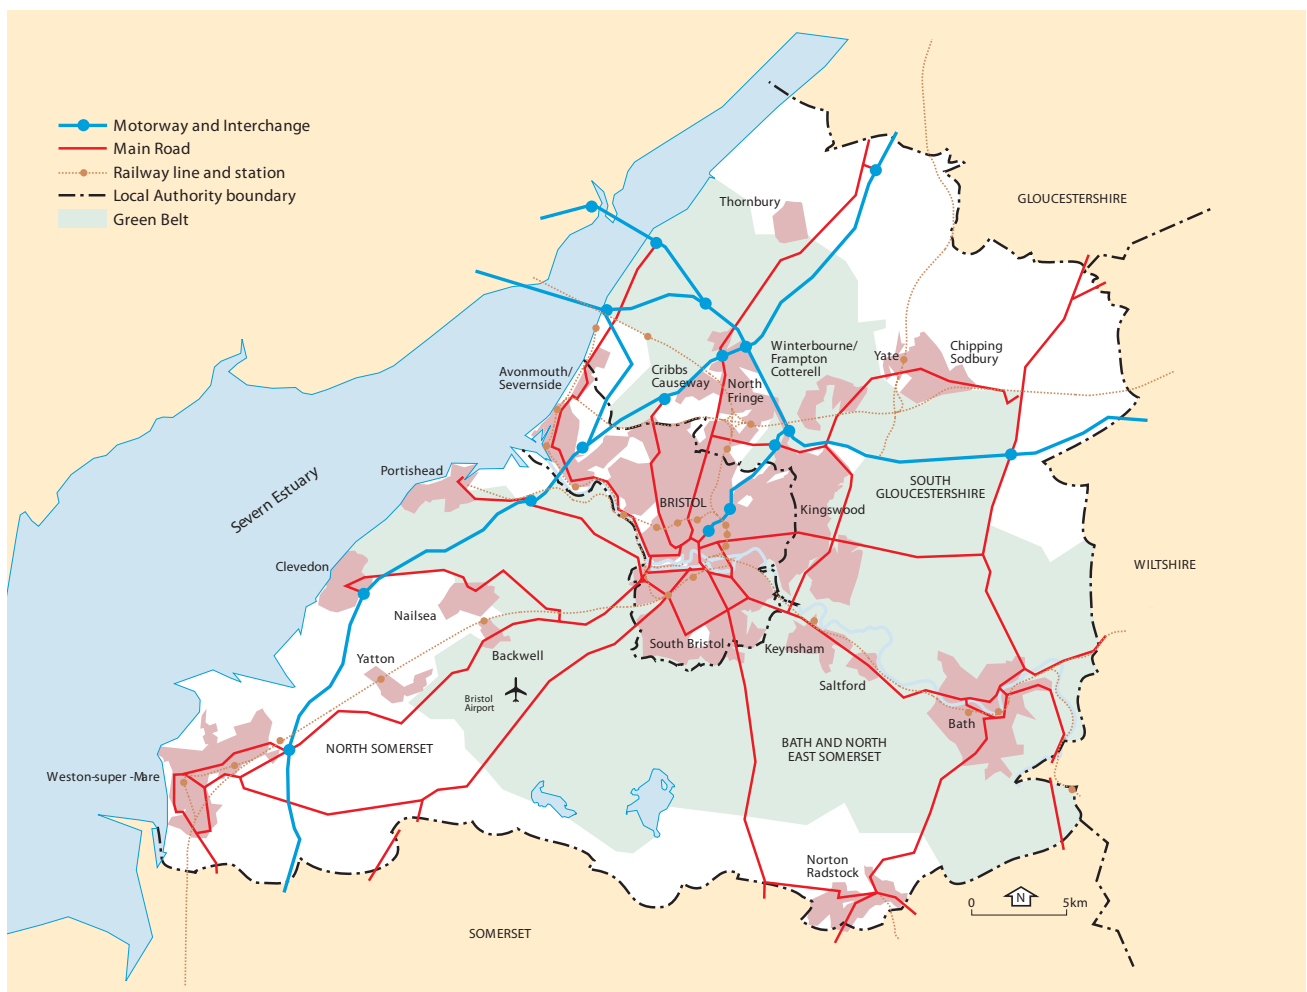 Motorway and Interchange
Main Road
Railway line and station
Local Authority boundary
Green Belt
GLOUCESTERSHIRE
Thornbury
Winterbourne/
Frampton
Cotterell
Yate
Chipping
Sodbury
Avonmouth/
Severnside
Cribbs
Causeway
North
Fringe
Portishead
Severn Estuary
BRISTOL
Kingswood
SOUTH
GLOUCESTERSHIRE
WILTSHIRE
Clevedon
Nailsea
South Bristol
Keynsham
Backwell
Yatton
Saltford
Bristol
Airport
Bath
NORTH SOMERSET
BATH AND NORTH
EAST SOMERSET
Weston-super -Mare
Norton
Radstock
N
0 5km
SOMERSET